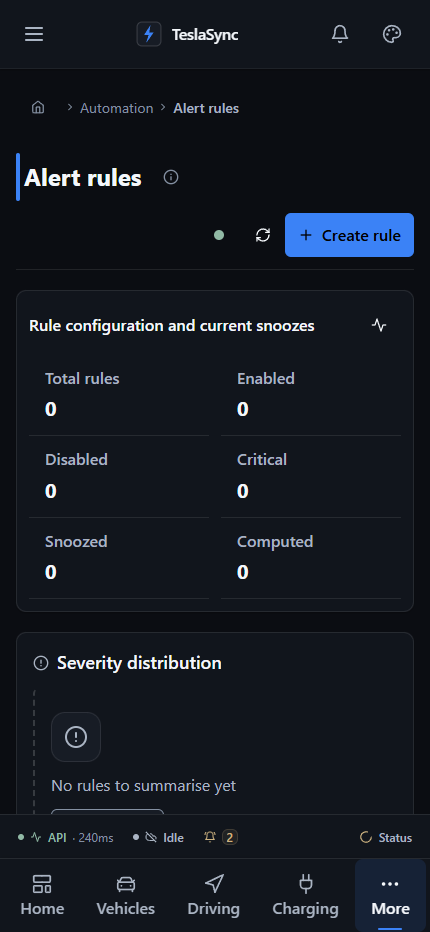 TeslaSync
Automation
Alert rules
Alert rules
Create rule
Rule configuration and current snoozes
Total rules
Enabled
0
0
Disabled
Critical
0
0
Snoozed
Computed
0
0
Severity distribution
No rules to summarise yet
API · 240ms
Idle
2
Status
Home
Vehicles
Driving
Charging
More